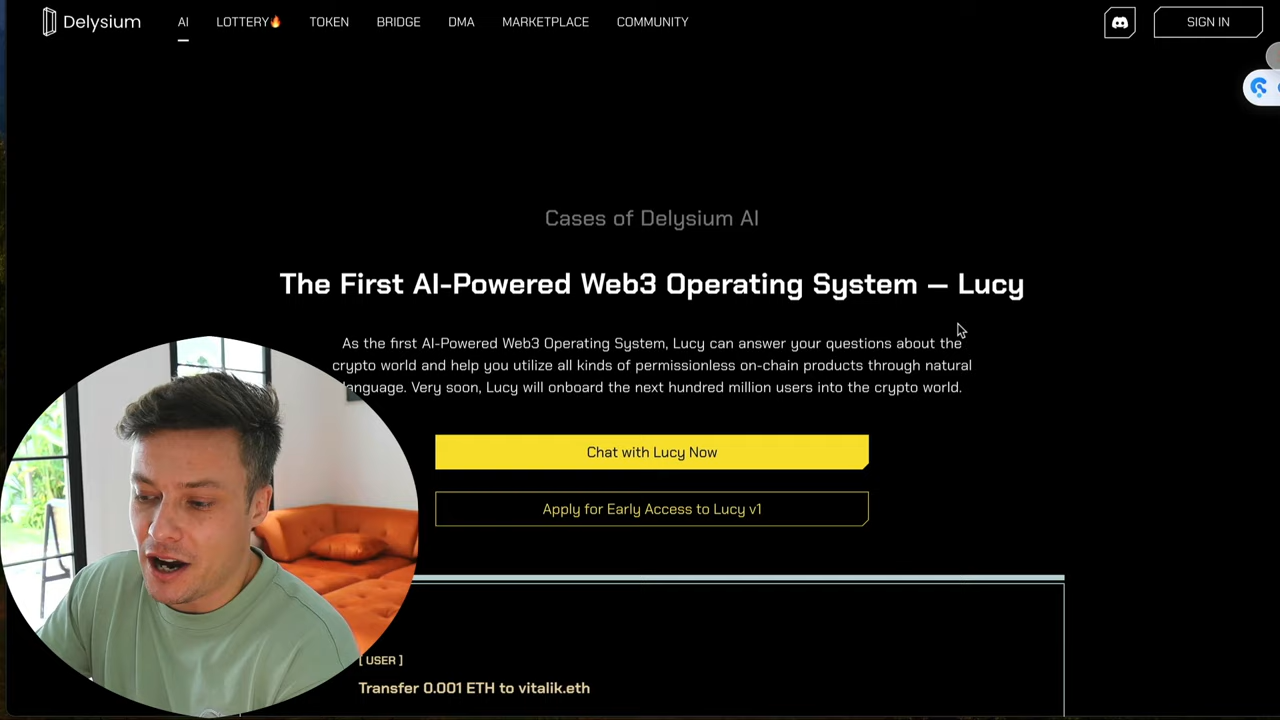 Delysium
AI
LOTTERY🔥
TOKEN
BRIDGE
DMA
MARKETPLACE
COMMUNITY
SIGN IN
Cases of Delysium AI
The First AI-Powered Web3 Operating System — Lucy
As the first AI-Powered Web3 Operating System, Lucy can answer your questions about the
crypto world and help you utilize all kinds of permissionless on-chain products through natural
language. Very soon, Lucy will onboard the next hundred million users into the crypto world.
Chat with Lucy Now
Apply for Early Access to Lucy v1
[ USER ]
Transfer 0.001 ETH to vitalik.eth